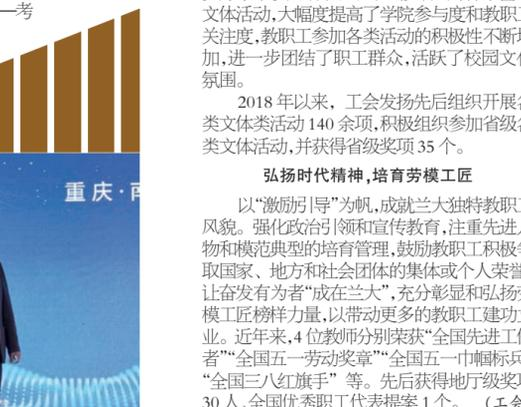 一考
重庆·
文体活动，大幅度提高了学院参与度和教职
关注度，教职工参加各类活动的积极性不断
加，进一步团结了职工群众，活跃了校园文
氛围。
2018年以来，工会发扬先后组织开展
类文体类活动140余项，积极组织参加省级
类文体活动，并获得省级奖项35个。
弘扬时代精神，培育劳模工匠
以“激励引导”为帆，成就兰大独特教职
风貌。强化政治引领和宣传教育，注重先进
物和模范典型的培育管理，鼓励教职工积极
取国家、地方和社会团体的集体或个人荣誉
让奋发有为者“成在兰大”，充分彰显和弘扬
模工匠榜样力量，以带动更多的教职工建功
业。近年来，4位教师分别荣获“全国先进工
者”“全国五一劳动奖章”“全国五一巾帼标兵
“全国三八红旗手”等。先后获得地厅级奖
30人，全国优秀职工代表提案1个。（工会